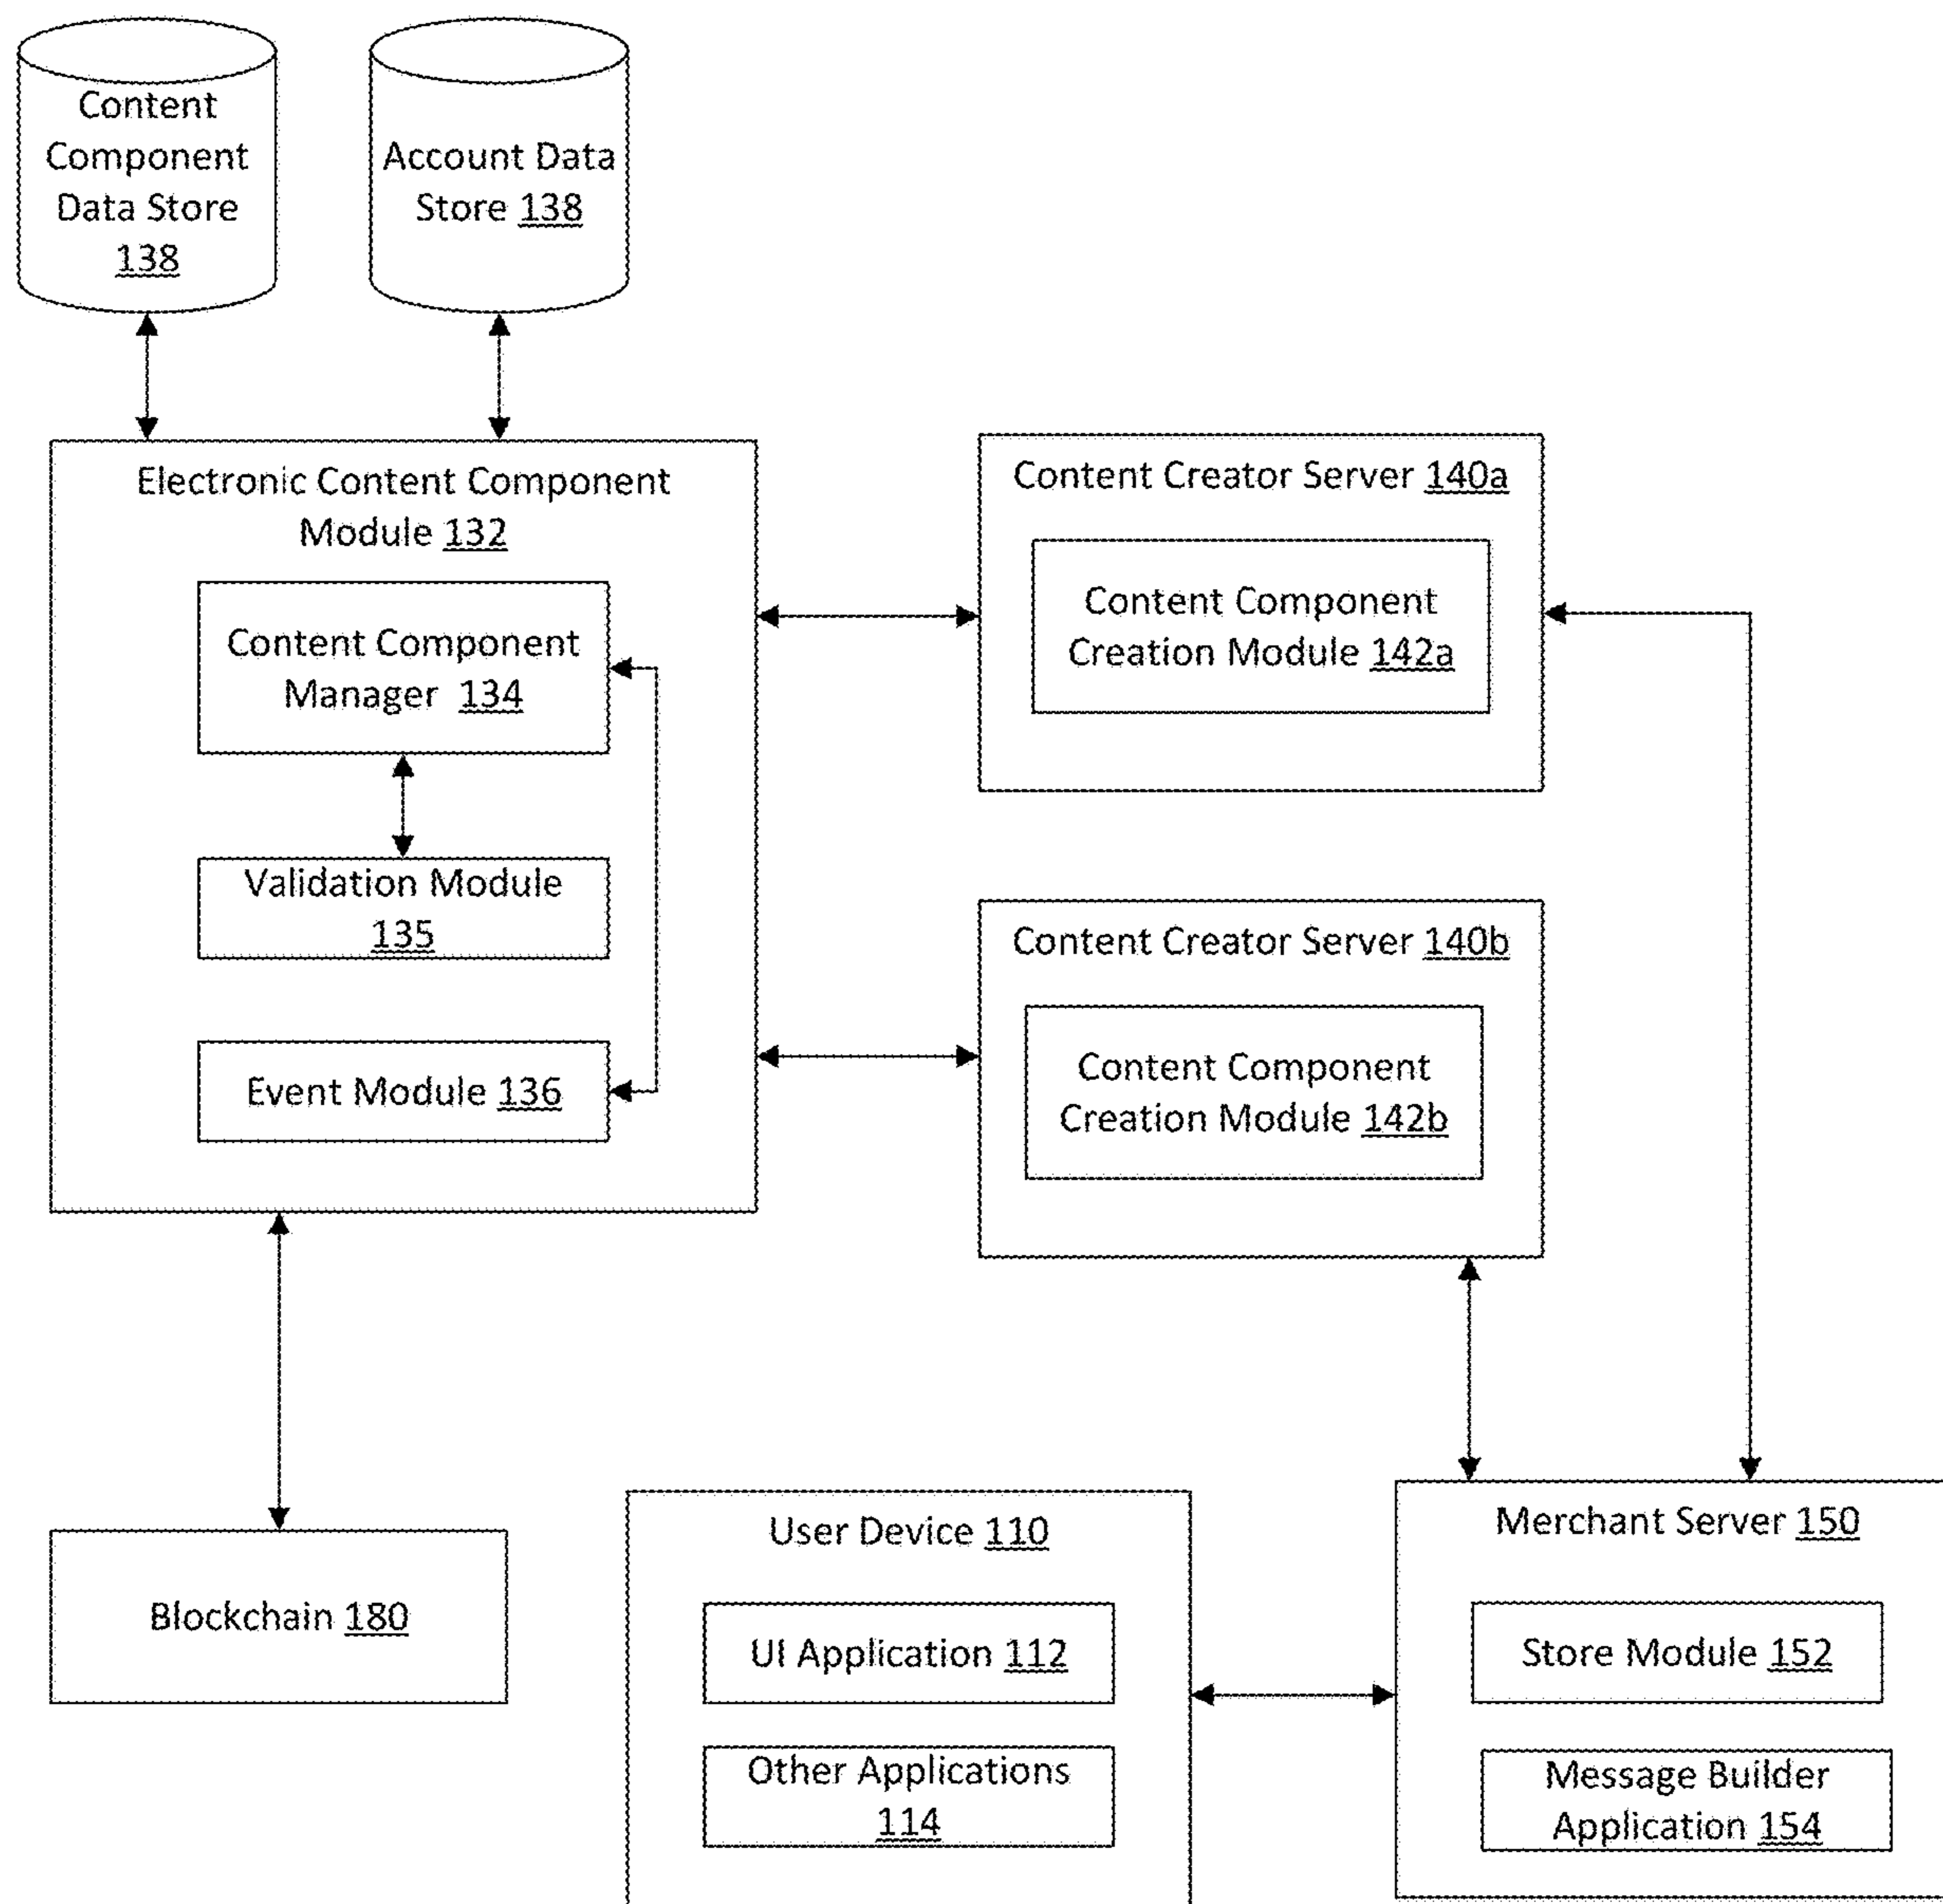 Content
Component
Data Store
138
Account Data
Store 138
Electronic Content Component
Module 132
Content Component
Manager 134
Validation Module
135
Event Module 136
Content Creator Server 140a
Content Component
Creation Module 142a
Content Creator Server 140b
Content Component
Creation Module 142b
Blockchain 180
User Device 110
UI Application 112
Other Applications
114
Merchant Server 150
Store Module 152
Message Builder
Application 154